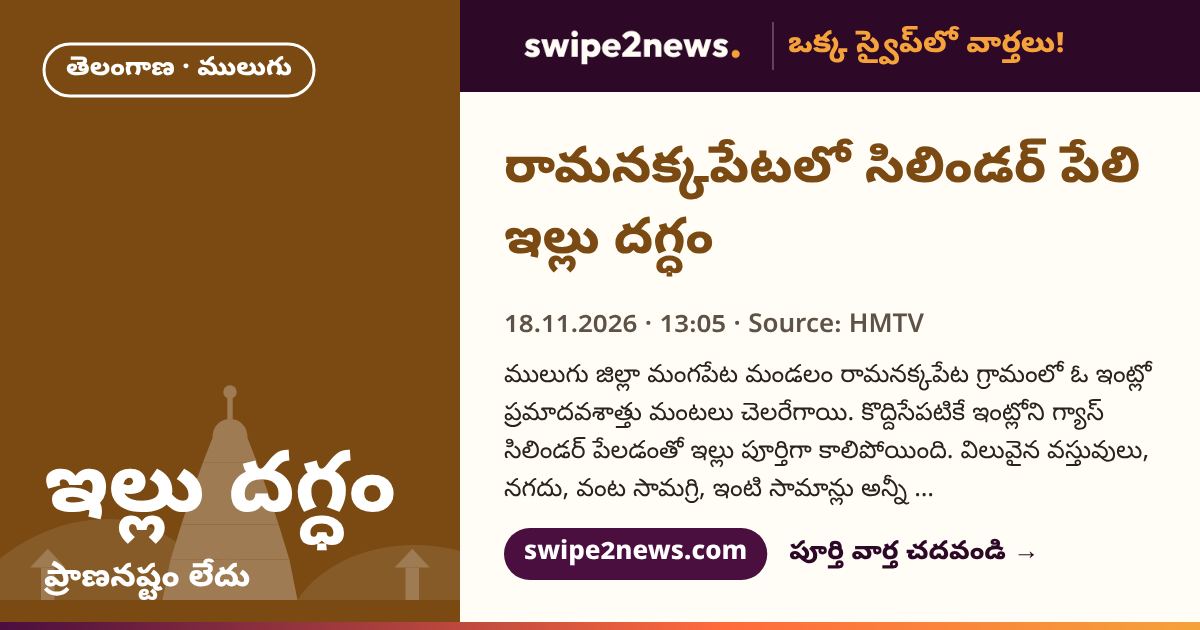 తెలంగాణ · ములుగు
ఇల్లు దగ్ధం
ప్రాణనష్టం లేదు
swipe2news. ఒక్క స్వైప్‌లో వార్తలు!
రామనక్కపేటలో సిలిండర్ పేలి
ఇల్లు దగ్ధం
18.11.2026 · 13:05 · Source: HMTV
ములుగు జిల్లా మంగపేట మండలం రామనక్కపేట గ్రామంలో ఓ ఇంట్లో
ప్రమాదవశాత్తు మంటలు చెలరేగాయి. కొద్దిసేపటికే ఇంట్లోని గ్యాస్
సిలిండర్ పేలడంతో ఇల్లు పూర్తిగా కాలిపోయింది. విలువైన వస్తువులు,
నగదు, వంట సామగ్రి, ఇంటి సామాన్లు అన్నీ ...
swipe2news.com పూర్తి వార్త చదవండి →